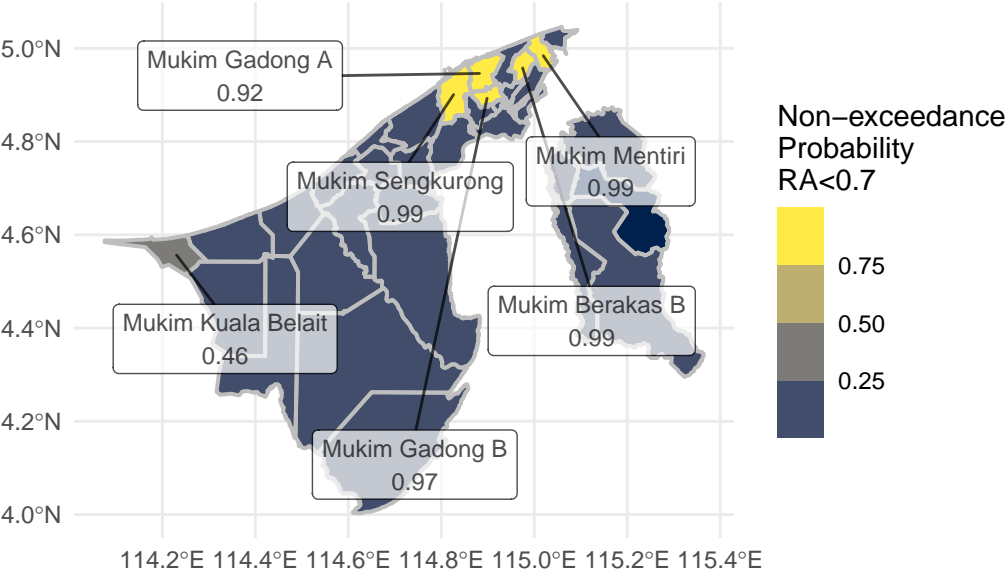 5.0°N
4.8°N
4.6°N
4.4°N
4.2°N
4.0°N
Mukim Gadong A
0.92
Mukim Mentiri
0.99
Mukim Sengkurong
0.99
Mukim Berakas B
0.99
Mukim Kuala Belait
0.46
Mukim Gadong B
0.97
114.2°E 114.4°E 114.6°E 114.8°E 115.0°E 115.2°E 115.4°E
Non−exceedance
Probability
RA<0.7
0.75
0.50
0.25